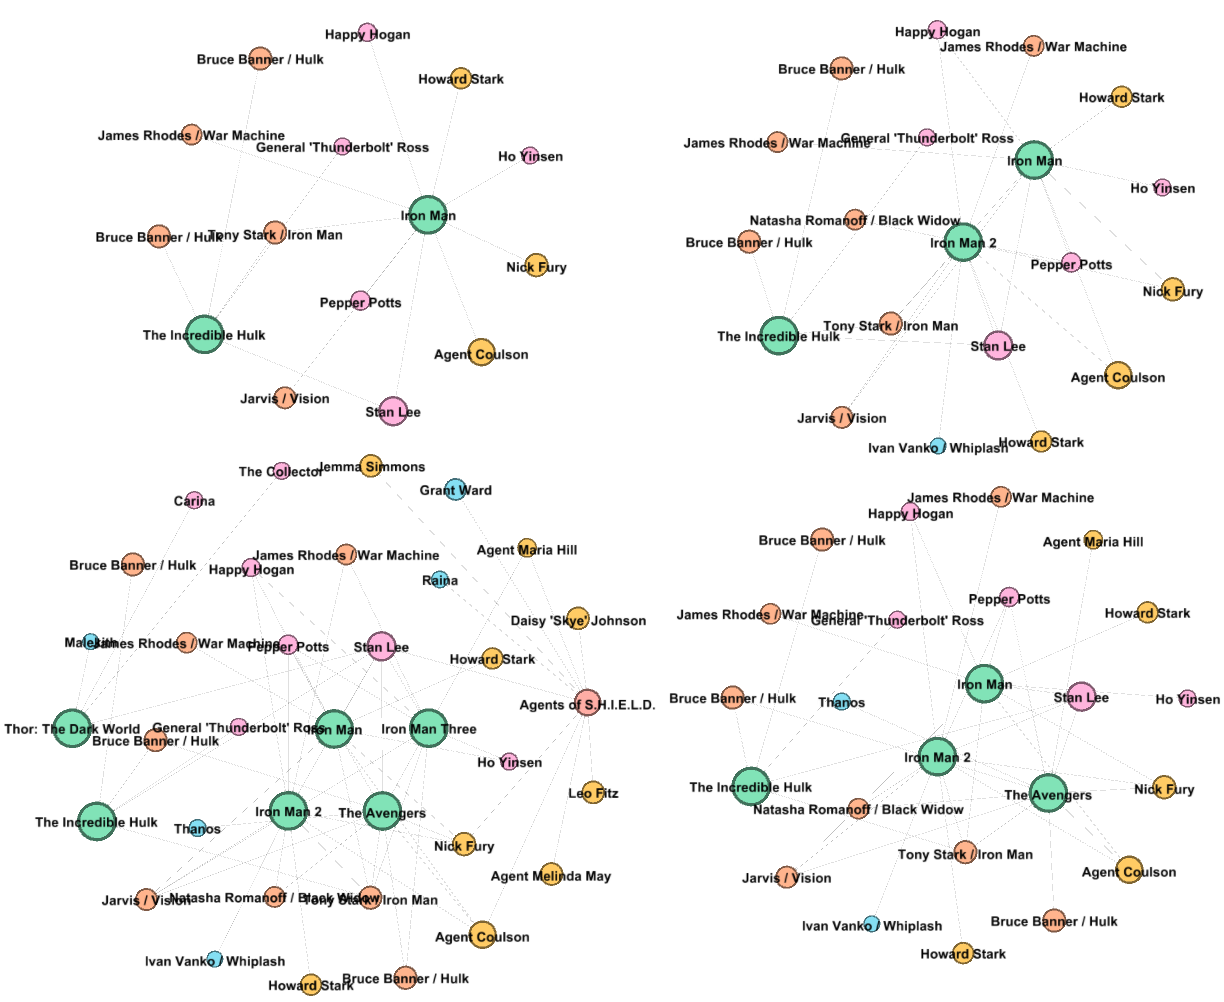 Happy Hogan
Bruce Banner / Hulk
Howard Stark
James Rhodes / War Machine
General 'Thunderbolt' Ross
Ho Yinsen
Iron Man
Bruce Banner / Hulk
Tony Stark / Iron Man
Nick Fury
Pepper Potts
The Incredible Hulk
Agent Coulson
Jarvis / Vision
Stan Lee
Happy Hogan
James Rhodes / War Machine
Bruce Banner / Hulk
Howard Stark
James Rhodes / War Machine
General 'Thunderbolt' Ross
Iron Man
Ho Yinsen
Natasha Romanoff / Black Widow
Bruce Banner / Hulk
Iron Man 2
Pepper Potts
Nick Fury
Tony Stark / Iron Man
The Incredible Hulk
Stan Lee
Agent Coulson
Jarvis / Vision
Ivan Vanko / Whiplash
Howard Stark
The Collector
Jemma Simmons
Grant Ward
Carina
Agent Maria Hill
James Rhodes / War Machine
Bruce Banner / Hulk
Happy Hogan
Raina
Daisy 'Skye' Johnson
Malekith
James Rhodes / War Machine
Pepper Potts
Stan Lee
Howard Stark
Agents of S.H.I.E.L.D.
Thor: The Dark World
General 'Thunderbolt' Ross
Iron Man
Iron Man Three
Bruce Banner / Hulk
Ho Yinsen
Leo Fitz
The Incredible Hulk
Thanos
Iron Man 2
The Avengers
Nick Fury
Agent Melinda May
Jarvis / Vision
Natasha Romanoff / Black Widow
Tony Stark / Iron Man
Agent Coulson
Ivan Vanko / Whiplash
Howard Stark
Bruce Banner / Hulk
James Rhodes / War Machine
Happy Hogan
Bruce Banner / Hulk
Agent Maria Hill
Pepper Potts
James Rhodes / War Machine
General 'Thunderbolt' Ross
Howard Stark
Iron Man
Bruce Banner / Hulk
Thanos
Stan Lee
Ho Yinsen
Iron Man 2
The Incredible Hulk
The Avengers
Nick Fury
Natasha Romanoff / Black Widow
Tony Stark / Iron Man
Jarvis / Vision
Agent Coulson
Ivan Vanko / Whiplash
Bruce Banner / Hulk
Howard Stark